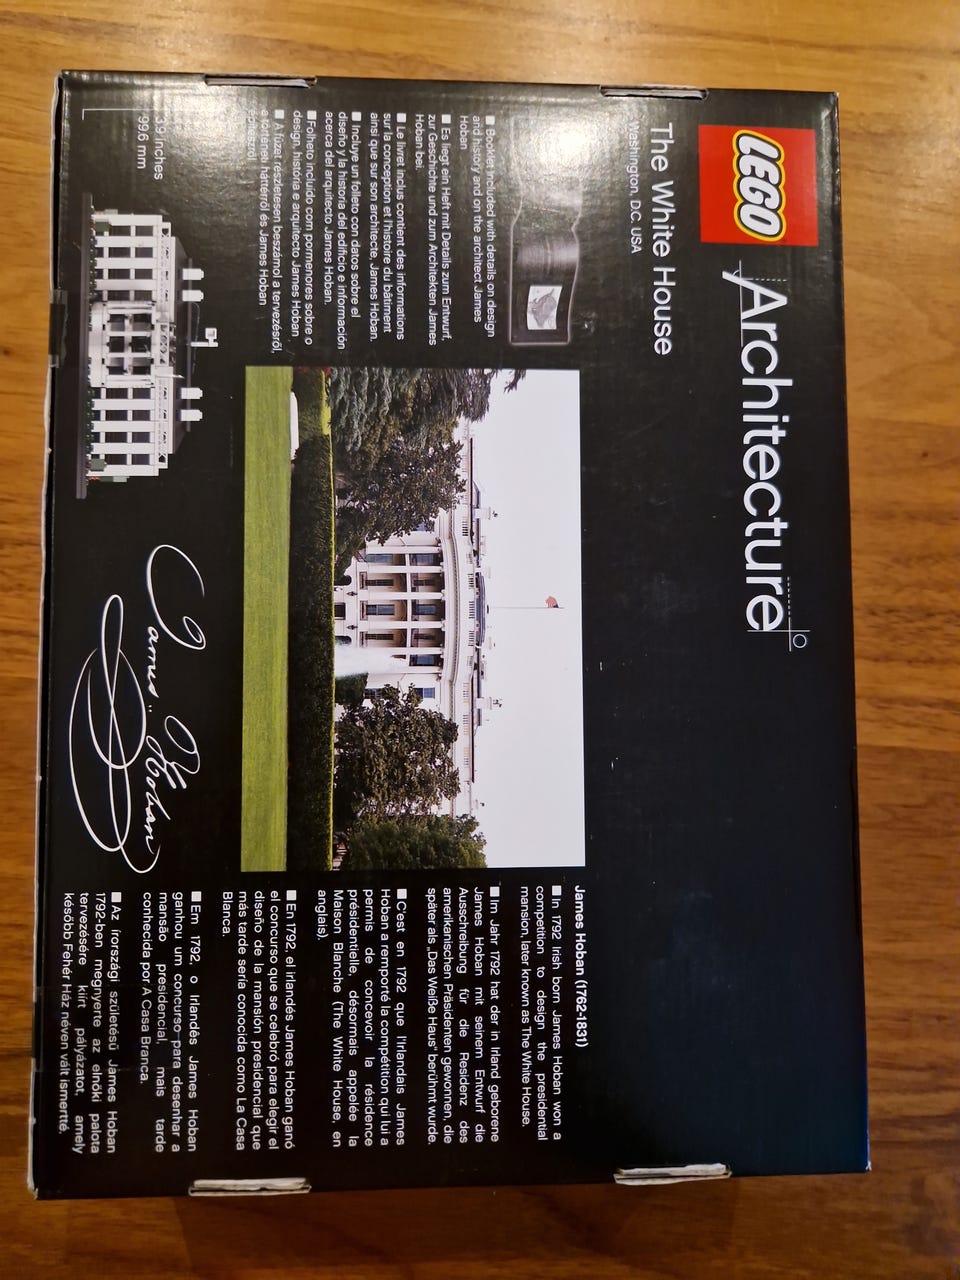 LEGO
Architecture
The White House
Washington, D.C. USA
■ Booklet included with details on design
and history and on the architect James
Hoban
■ Es liegt ein Heft mit Details zum Entwurf,
zur Geschichte und zum Architekten James
Hoban bei.
■ Le livret inclus contient des informations
sur la conception et l'histoire du bâtiment
ainsi que sur son architecte, James Hoban.
■ Incluye un folleto con datos sobre el
diseño y la historia del edificio e información
acerca del arquitecto James Hoban.
■ Folheto incluído com pormenores sobre o
design, história e arquitecto James Hoban
■ A füzet részletesen beszámol a tervezésről,
a történeti háttérről és James Hoban
építészről
3.9 inches
99.6 mm
James Hoban
James Hoban (1762-1831)
■ In 1792 Irish born James Hoban won a
competition to design the presidential
mansion, later known as The White House.
■ Im Jahr 1792 hat der in Irland geborene
James Hoban mit seinem Entwurf die
Ausschreibung für die Residenz des
amerikanischen Präsidenten gewonnen, die
später als „Des Weiße Haus" berühmt wurde.
■ C'est en 1792 que l'Irlandais James
Hoban a remporté la compétition qui lui a
permis de concevoir la résidence
présidentielle, désormais appelée la
Maison Blanche (The White House, en
anglais).
■ En 1792, el irlandés James Hoban ganó
el concurso que se celebró para elegir el
diseño de la mansión presidencial que
más tarde sería conocida como La Casa
Blanca.
■ Em 1792, o Irlandês James Hoban
ganhou um concurso para desenhar a
mansão presidencial, mais tarde
conhecida por A Casa Branca.
■ Az írországi születésű James Hoban
1792-ben megnyerte az elnöki palota
tervezésére kiírt pályázatot, amely
később Fehér Ház néven vált ismertté.